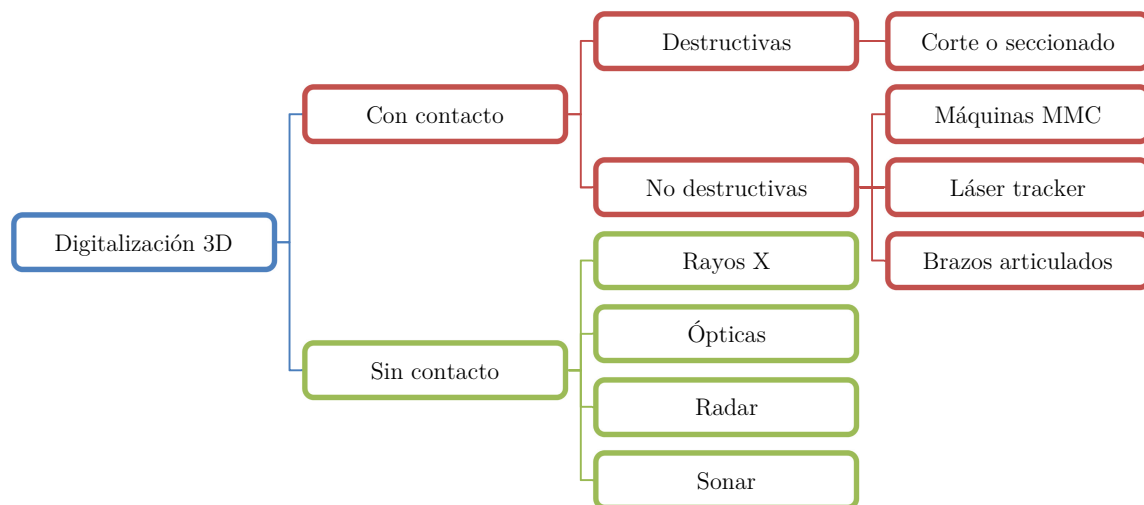 Digitalización 3D
Con contacto
Destructivas
Corte o seccionado
No destructivas
Máquinas MMC
Láser tracker
Brazos articulados
Sin contacto
Rayos X
Ópticas
Radar
Sonar